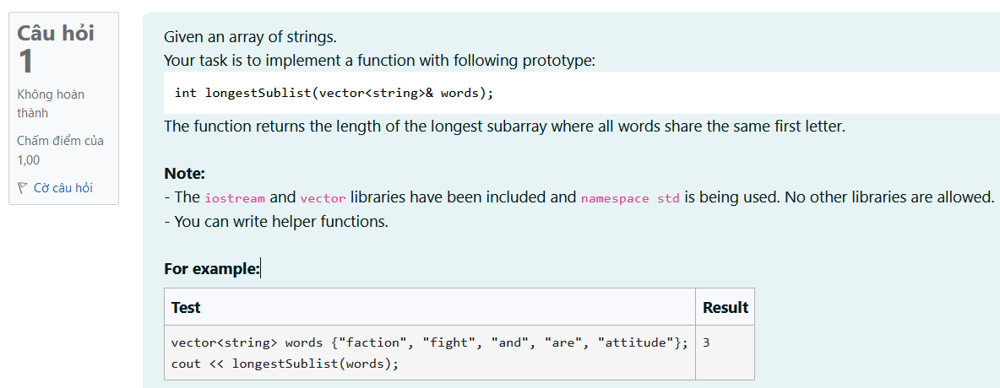 Câu hỏi
1
Không hoàn
thành
Chấm điểm của
1,00
Cờ câu hỏi
Given an array of strings.
Your task is to implement a function with following prototype:
int longestSublist(vector<string>& words);
The function returns the length of the longest subarray where all words share the same first letter.
Note:
- The iostream and vector libraries have been included and namespace std is being used. No other libraries are allowed.
- You can write helper functions.
For example:
Test Result
vector<string> words {"faction", "fight", "and", "are", "attitude"}; 3
cout << longestSublist(words);